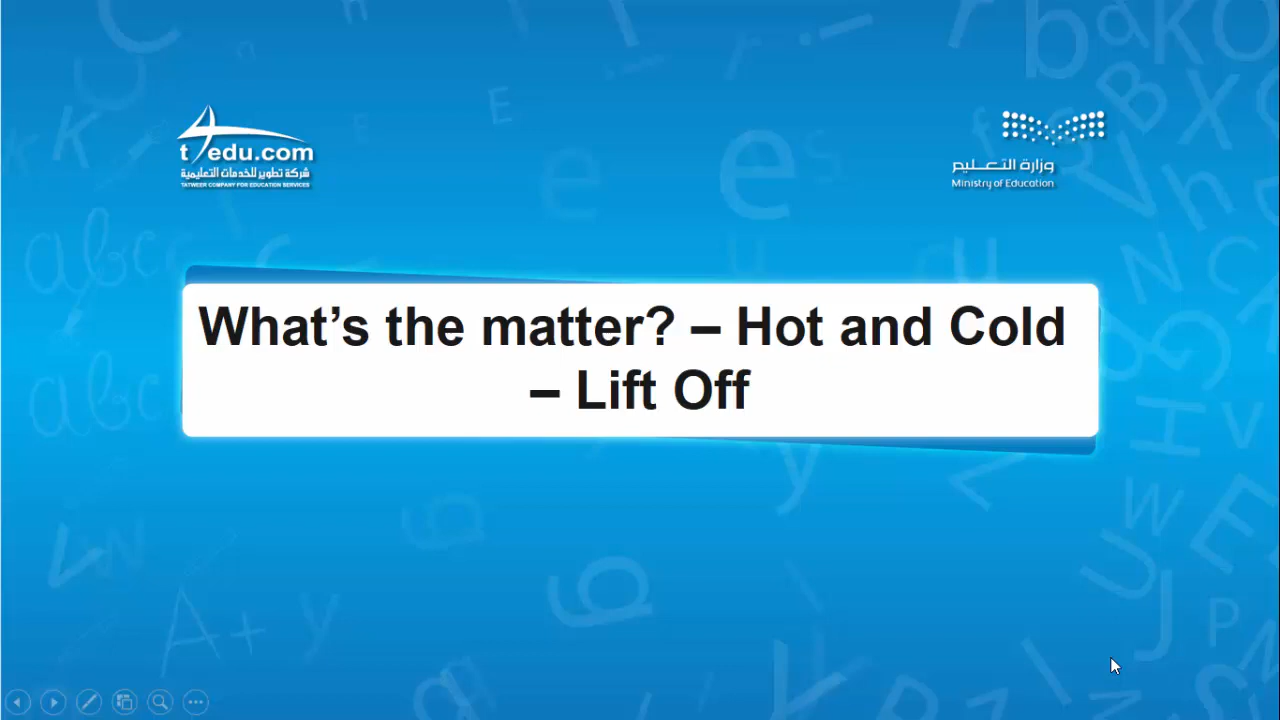 t4edu.com
شركة تطوير للخدمات التعليمية
TATWEER COMPANY FOR EDUCATION SERVICES
وزارة التعليم
Ministry of Education
What's the matter? – Hot and Cold
– Lift Off